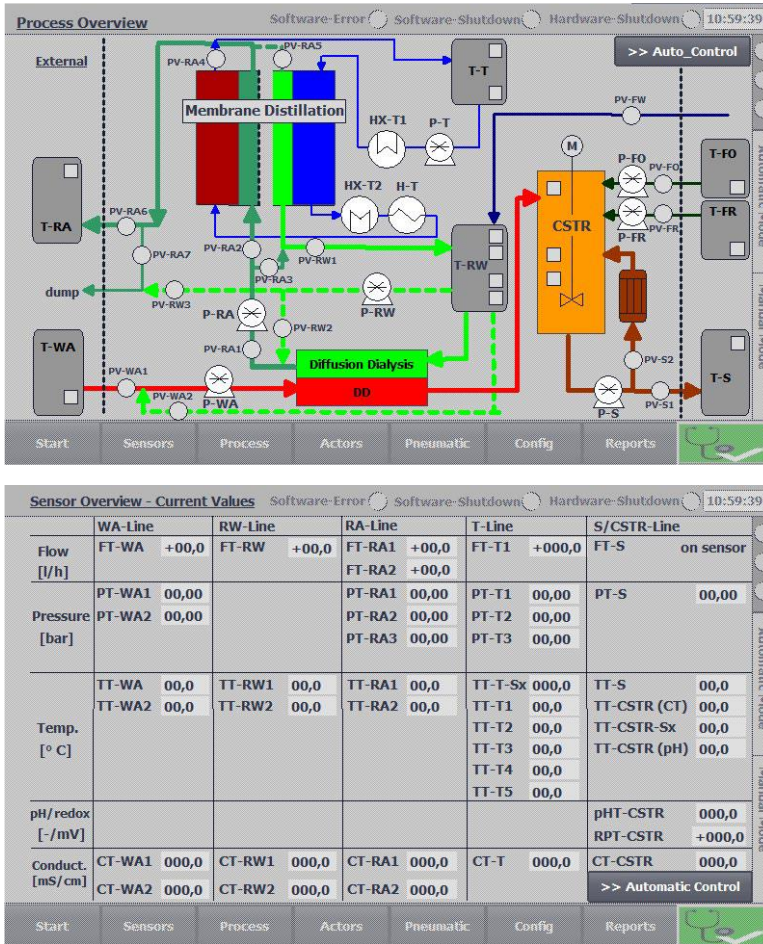 Process Overview Software-Error Software-Shutdown Hardware-Shutdown 10:59:39
External
>> Auto_Control
PV-RA4
PV-RA5
T-T
Membrane Distillation
HX-T1
P-T
PV-FW
M
T-RA
PV-RA6
PV-RA7
dump
PV-RW3
PV-RA2
PV-RA3
PV-RW1
HX-T2
H-T
T-RW
CSTR
P-FO
PV-FO
T-FO
P-FR
PV-FR
T-FR
P-RA
PV-RA1
PV-RW2
P-RW
Diffusion Dialysis
DD
T-WA
PV-WA1
PV-WA2
P-WA
P-S
PV-S2
PV-S1
T-S
Automatic Mode
Manual Mode
Start Sensors Process Actors Pneumatic Config Reports
Sensor Overview - Current Values Software-Error Software-Shutdown Hardware-Shutdown 10:59:39
WA-Line RW-Line RA-Line T-Line S/CSTR-Line
Flow [l/h]
FT-WA +00,0 FT-RW +00,0 FT-RA1 +00,0 FT-T1 +000,0 FT-S on sensor
FT-RA2 +00,0
Pressure [bar]
PT-WA1 00,00 PT-RA1 00,00 PT-T1 00,00 PT-S 00,00
PT-WA2 00,00 PT-RA2 00,00 PT-T2 00,00
PT-RA3 00,00 PT-T3 00,00
Temp. [° C]
TT-WA 00,0 TT-RW1 00,0 TT-RA1 00,0 TT-T-Sx 000,0 TT-S 00,0
TT-WA2 00,0 TT-RW2 00,0 TT-RA2 00,0 TT-T1 00,0 TT-CSTR (CT) 00,0
TT-T2 00,0 TT-CSTR-Sx 00,0
TT-T3 00,0 TT-CSTR (pH) 00,0
TT-T4 00,0
TT-T5 00,0
pH/redox [-/mV]
pHT-CSTR 000,0
RPT-CSTR +000,0
Conduct. [mS/cm]
CT-WA1 000,0 CT-RW1 000,0 CT-RA1 000,0 CT-T 000,0 CT-CSTR 000,0
CT-WA2 000,0 CT-RW2 000,0 CT-RA2 000,0
>> Automatic Control
Automatic Mode
Manual Mode
Start Sensors Process Actors Pneumatic Config Reports